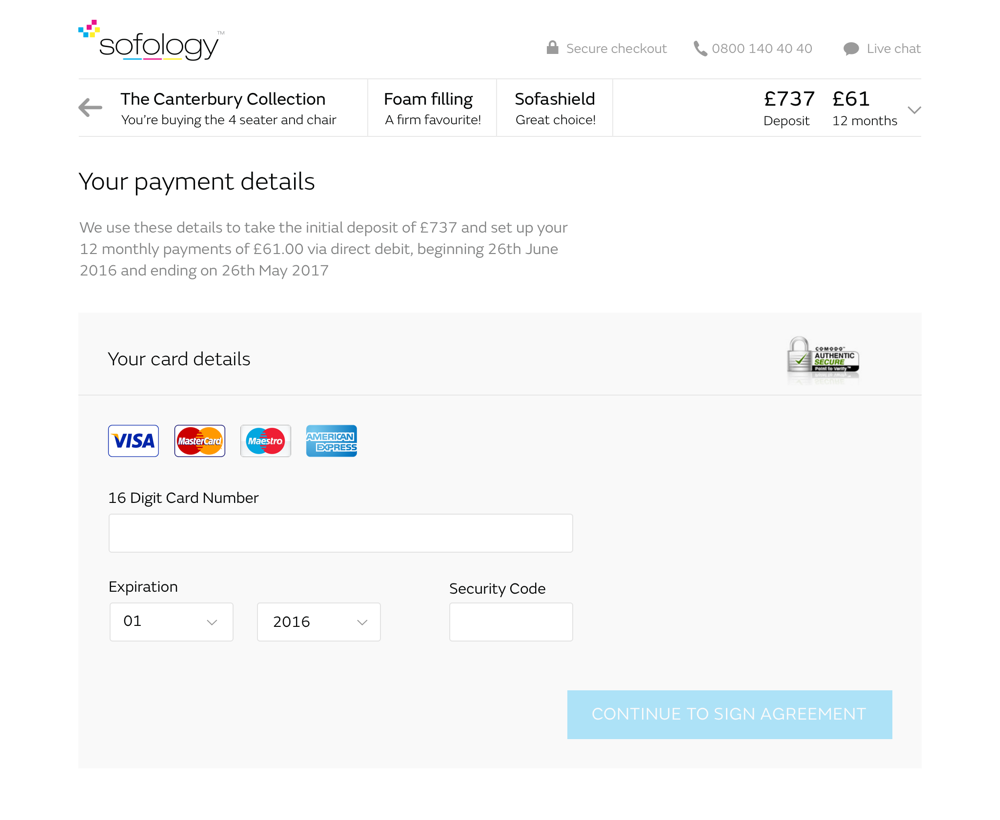 sofology™
Secure checkout
0800 140 40 40
Live chat
The Canterbury Collection
You're buying the 4 seater and chair
Foam filling
A firm favourite!
Sofashield
Great choice!
£737
Deposit
£61
12 months
Your payment details
We use these details to take the initial deposit of £737 and set up your
12 monthly payments of £61.00 via direct debit, beginning 26th June
2016 and ending on 26th May 2017
Your card details
COMODO™
AUTHENTIC
SECURE
Point to Verify™
VISA
MasterCard
Maestro
AMERICAN
EXPRESS
16 Digit Card Number
Expiration
Security Code
01
2016
CONTINUE TO SIGN AGREEMENT